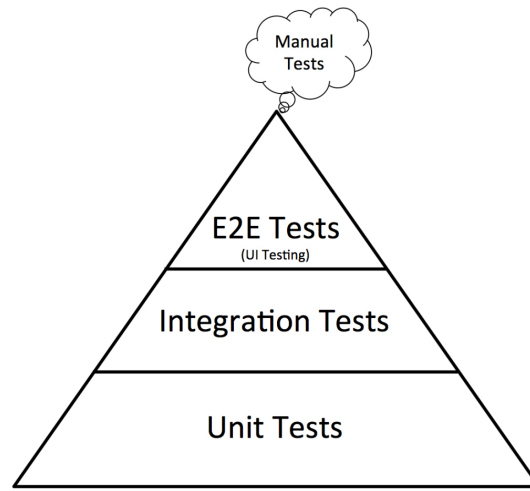 Manual
Tests
E2E Tests
(UI Testing)
Integration Tests
Unit Tests